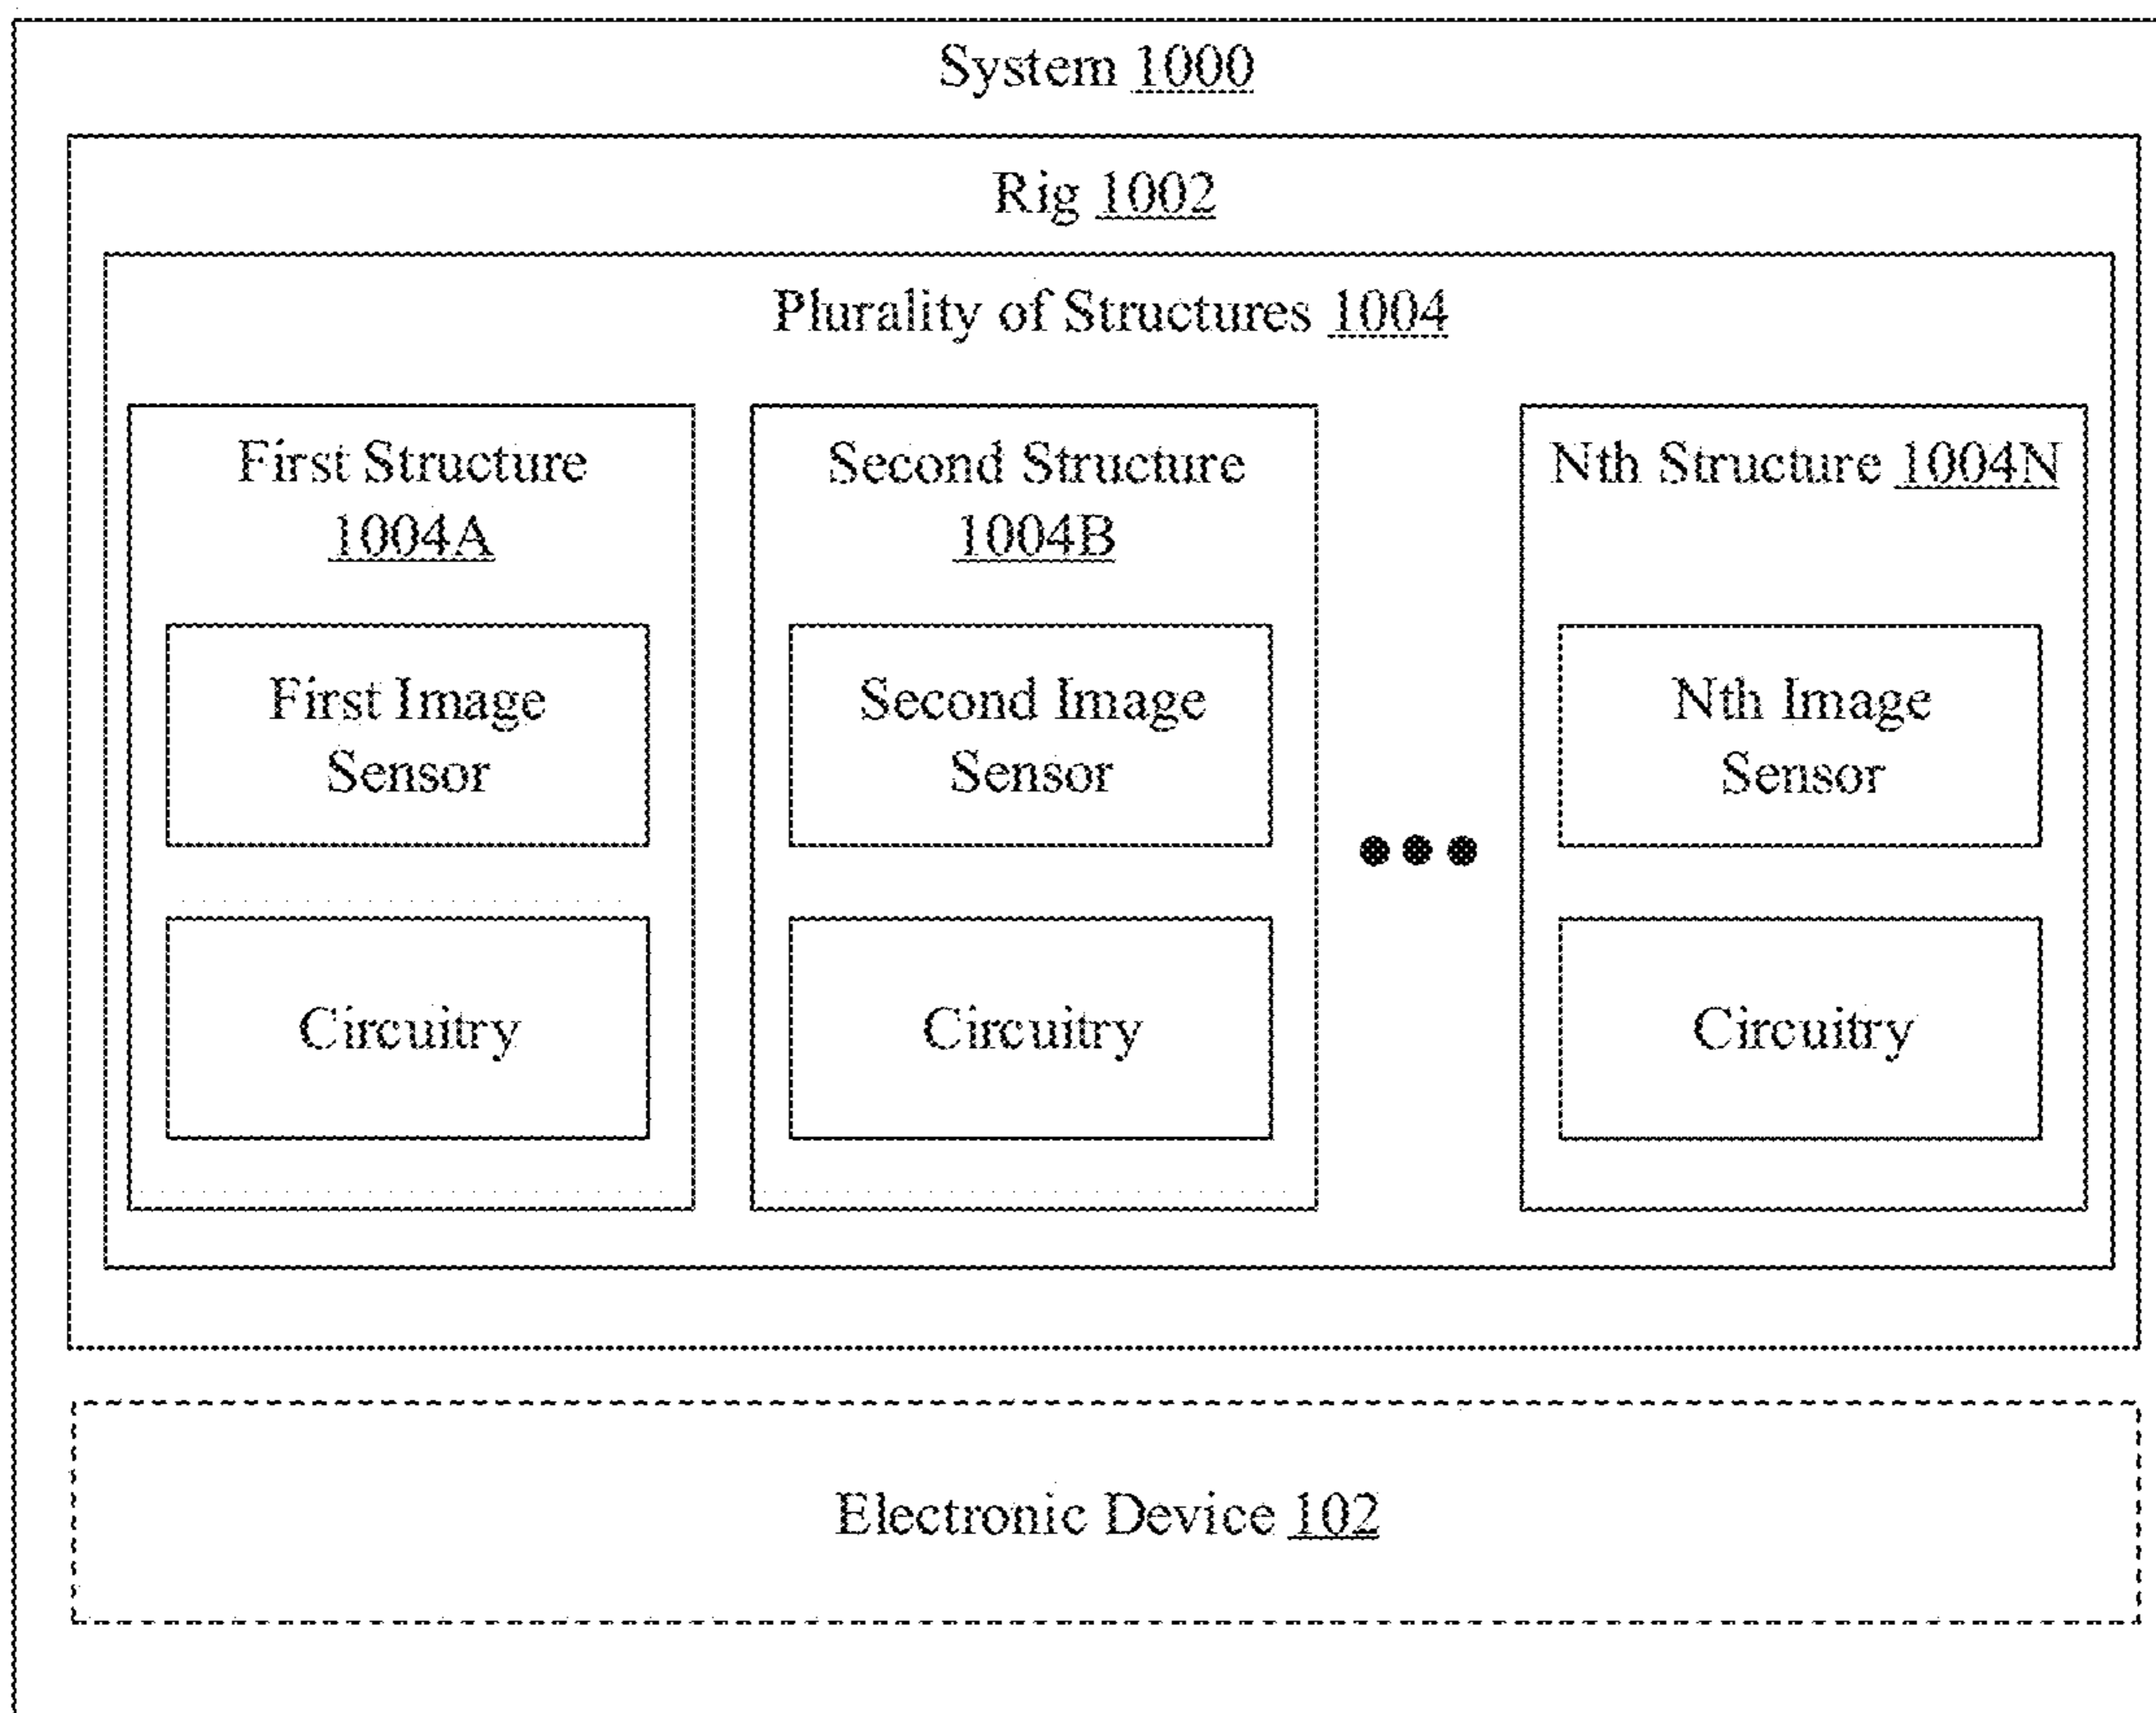 System 1000
Rig 1002
Plurality of Structures 1004
First Structure
1004A
First Image
Sensor
Circuitry
Second Structure
1004B
Second Image
Sensor
Circuitry
Nth Structure 1004N
Nth Image
Sensor
Circuitry
Electronic Device 102